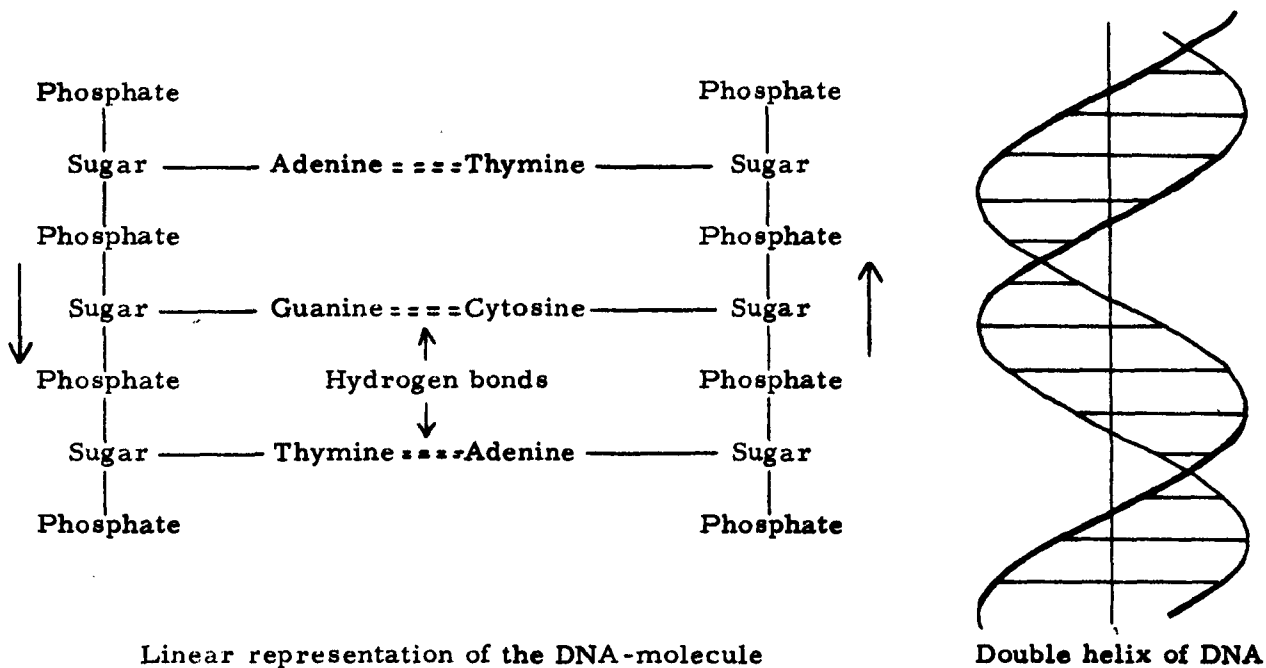 Phosphate Phosphate
Sugar Adenine ====Thymine Sugar
Phosphate Phosphate
Sugar Guanine ====Cytosine Sugar
Phosphate Hydrogen bonds Phosphate
Sugar Thymine ====Adenine Sugar
Phosphate Phosphate
Linear representation of the DNA-molecule Double helix of DNA